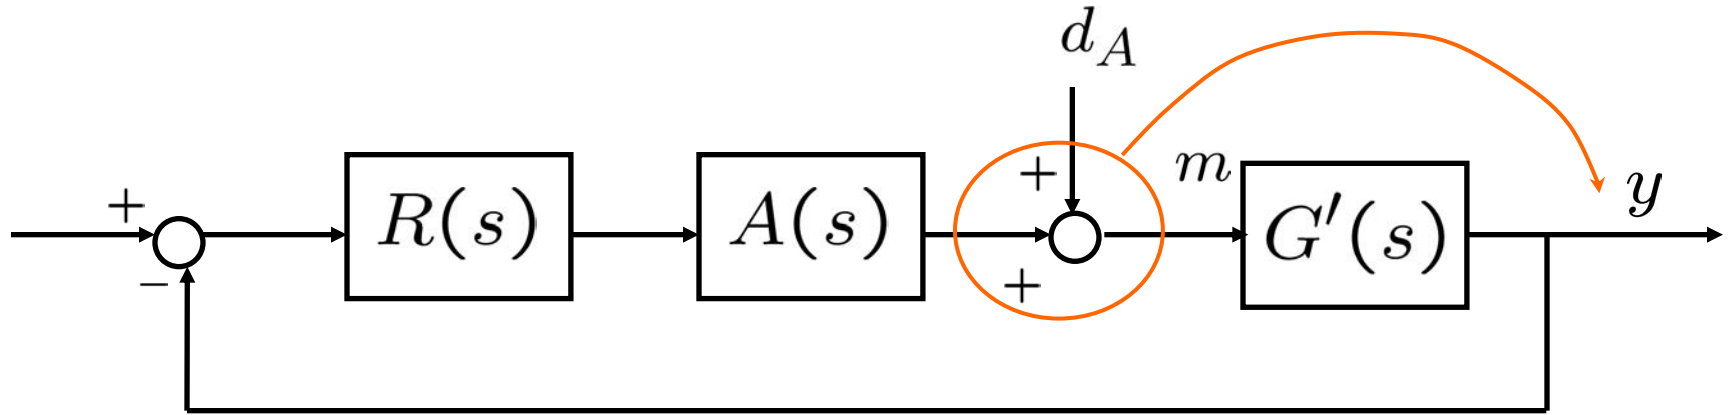 d_A
+
+
−
R(s)
A(s)
+
+
m
G′(s)
y